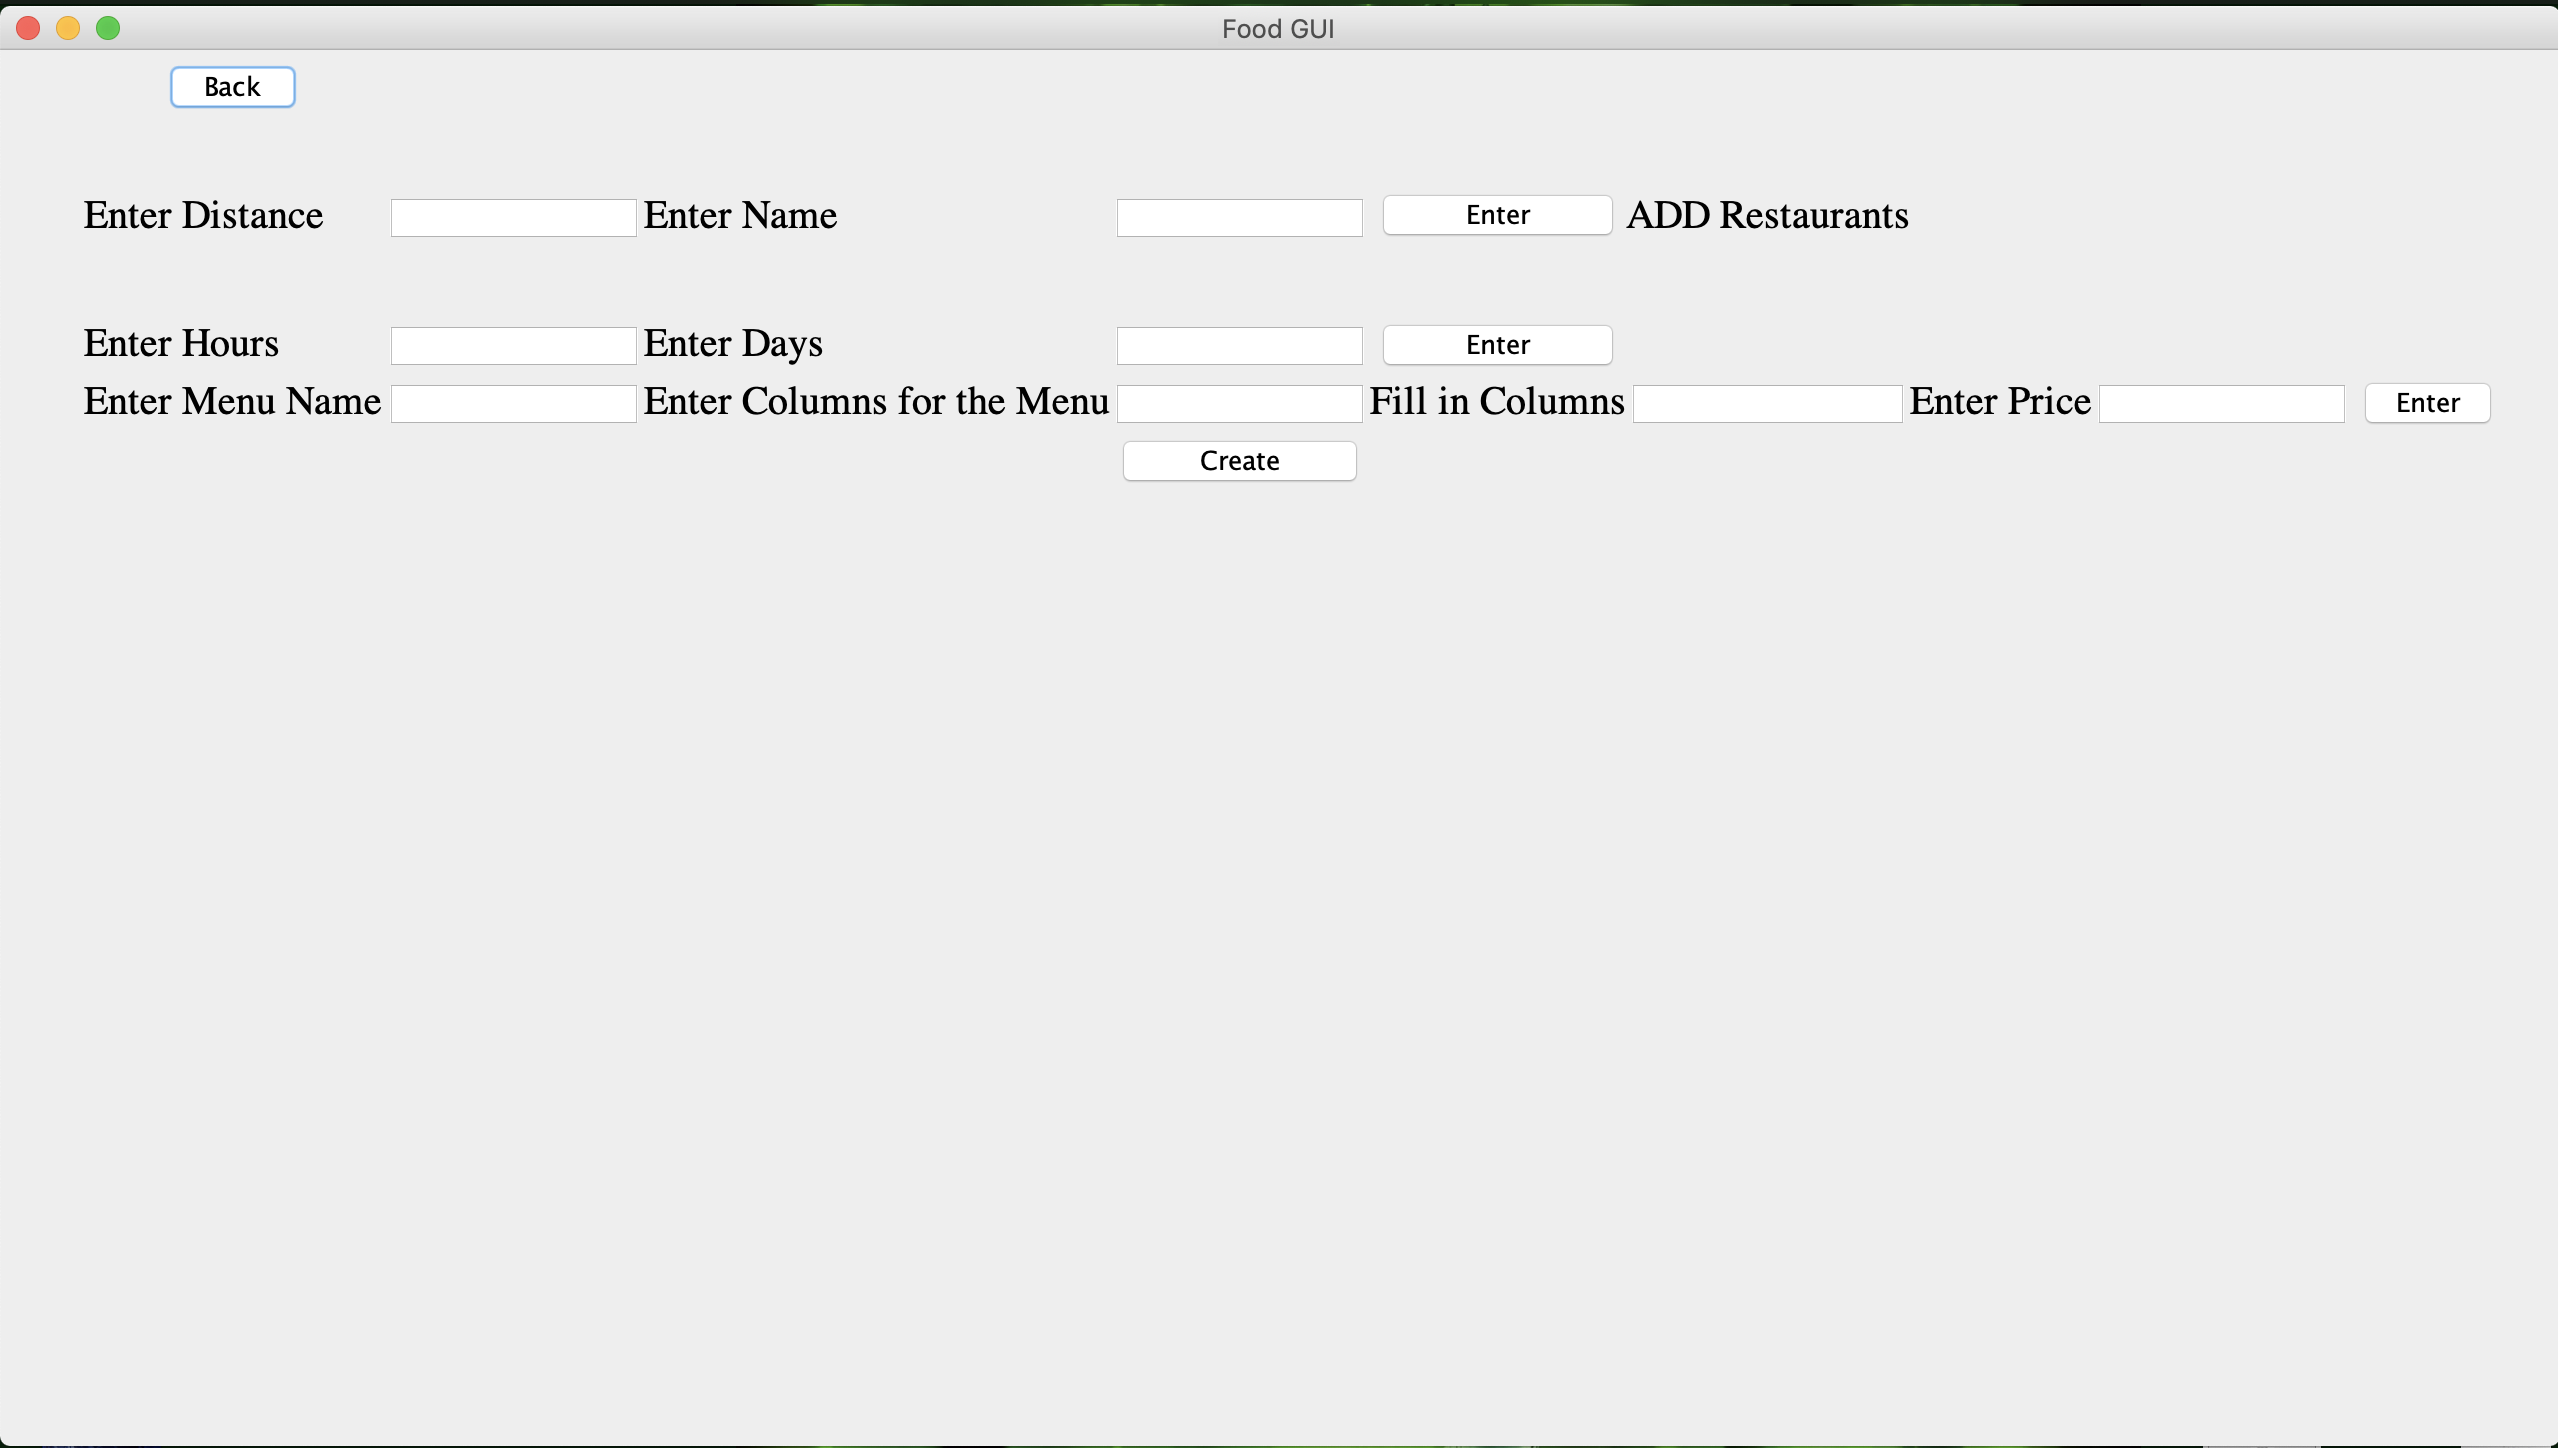 Food GUI
Back
Enter Distance Enter Name Enter ADD Restaurants
Enter Hours Enter Days Enter
Enter Menu Name Enter Columns for the Menu Fill in Columns Enter Price Enter
Create